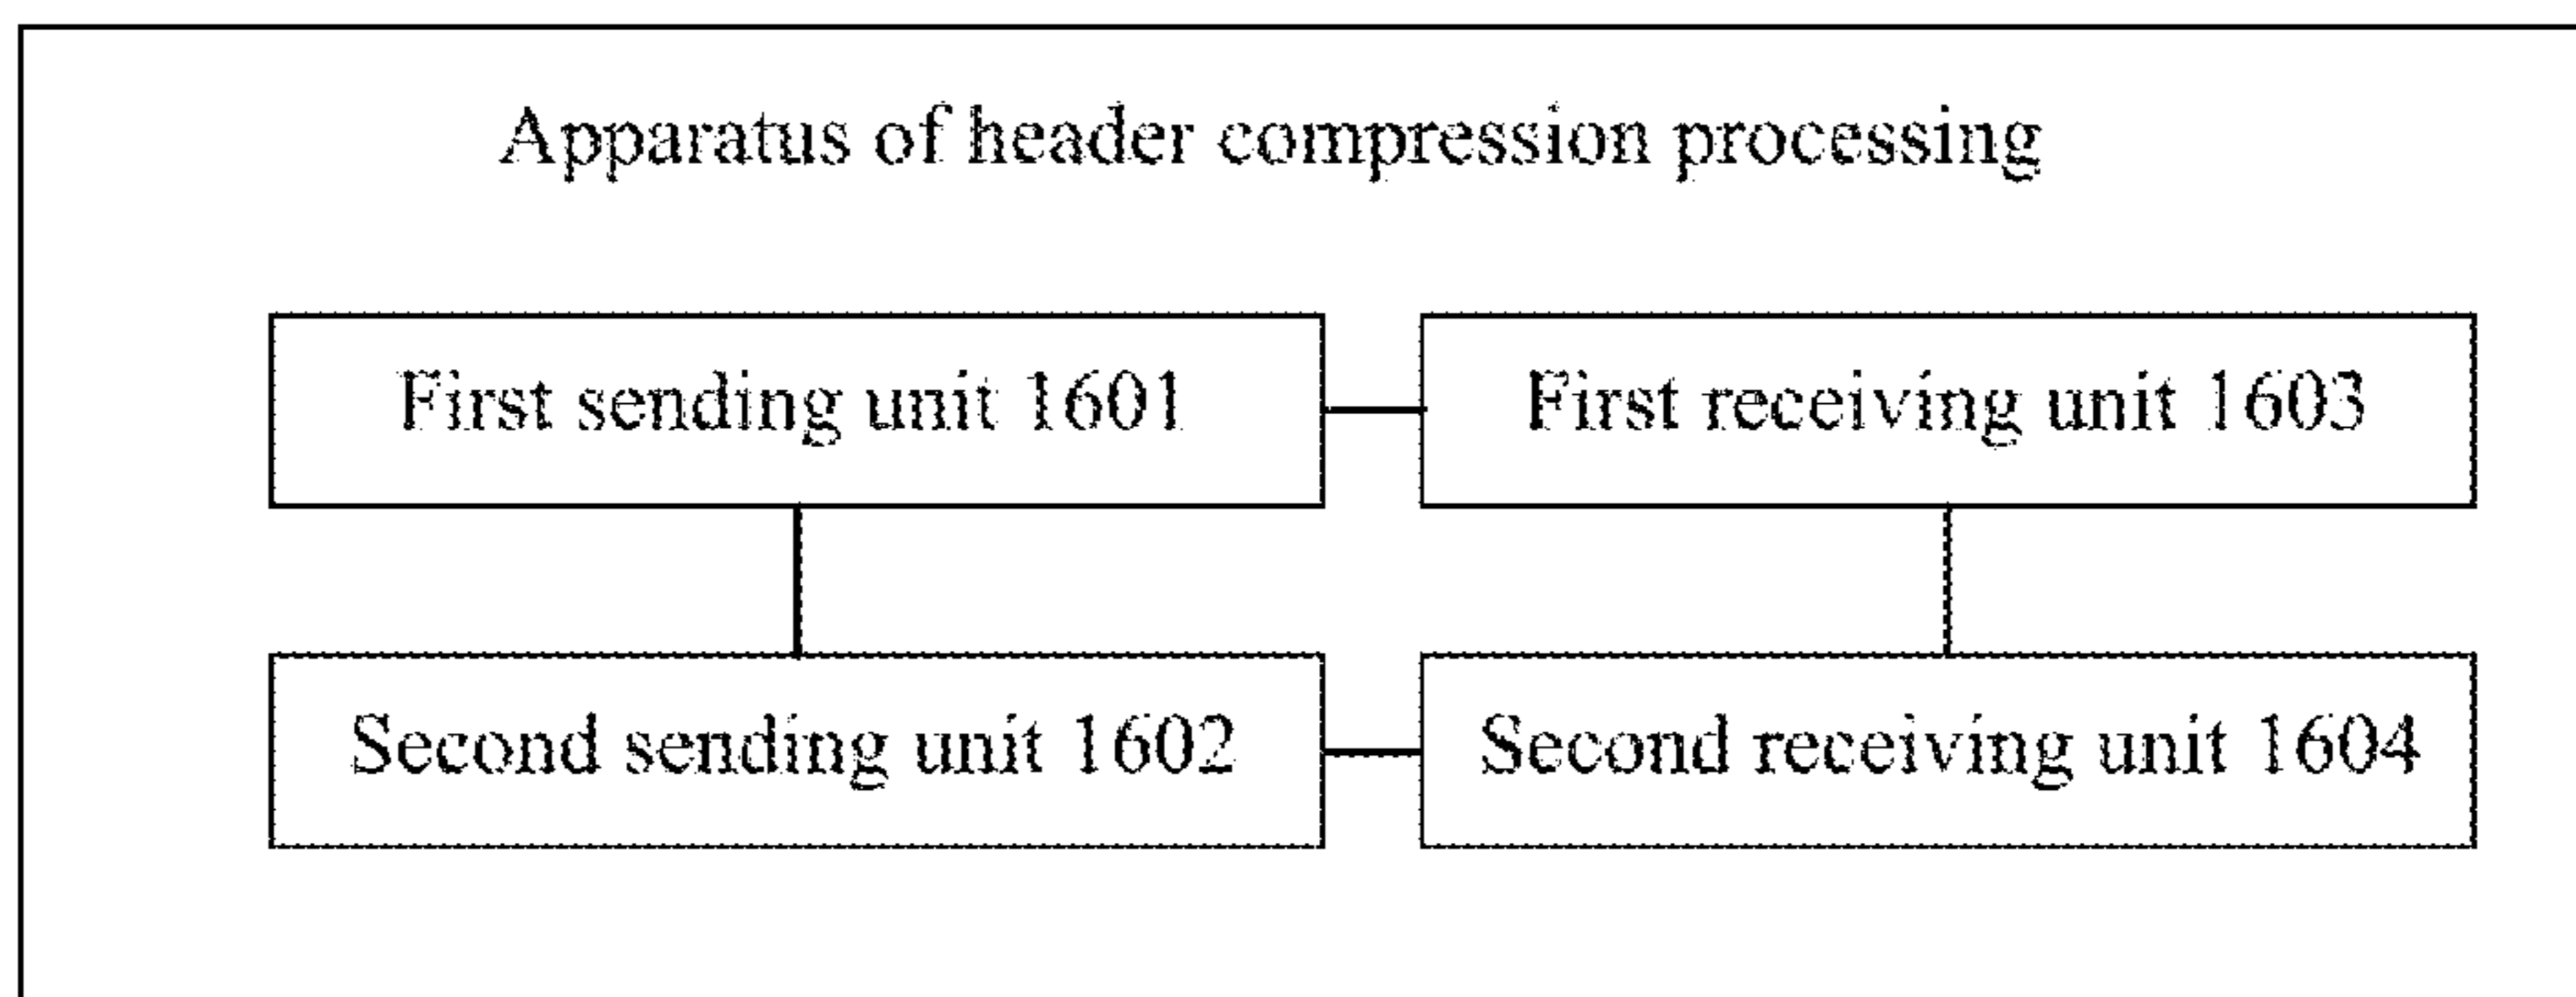 Apparatus of header compression processing
First sending unit 1601
First receiving unit 1603
Second sending unit 1602
Second receiving unit 1604